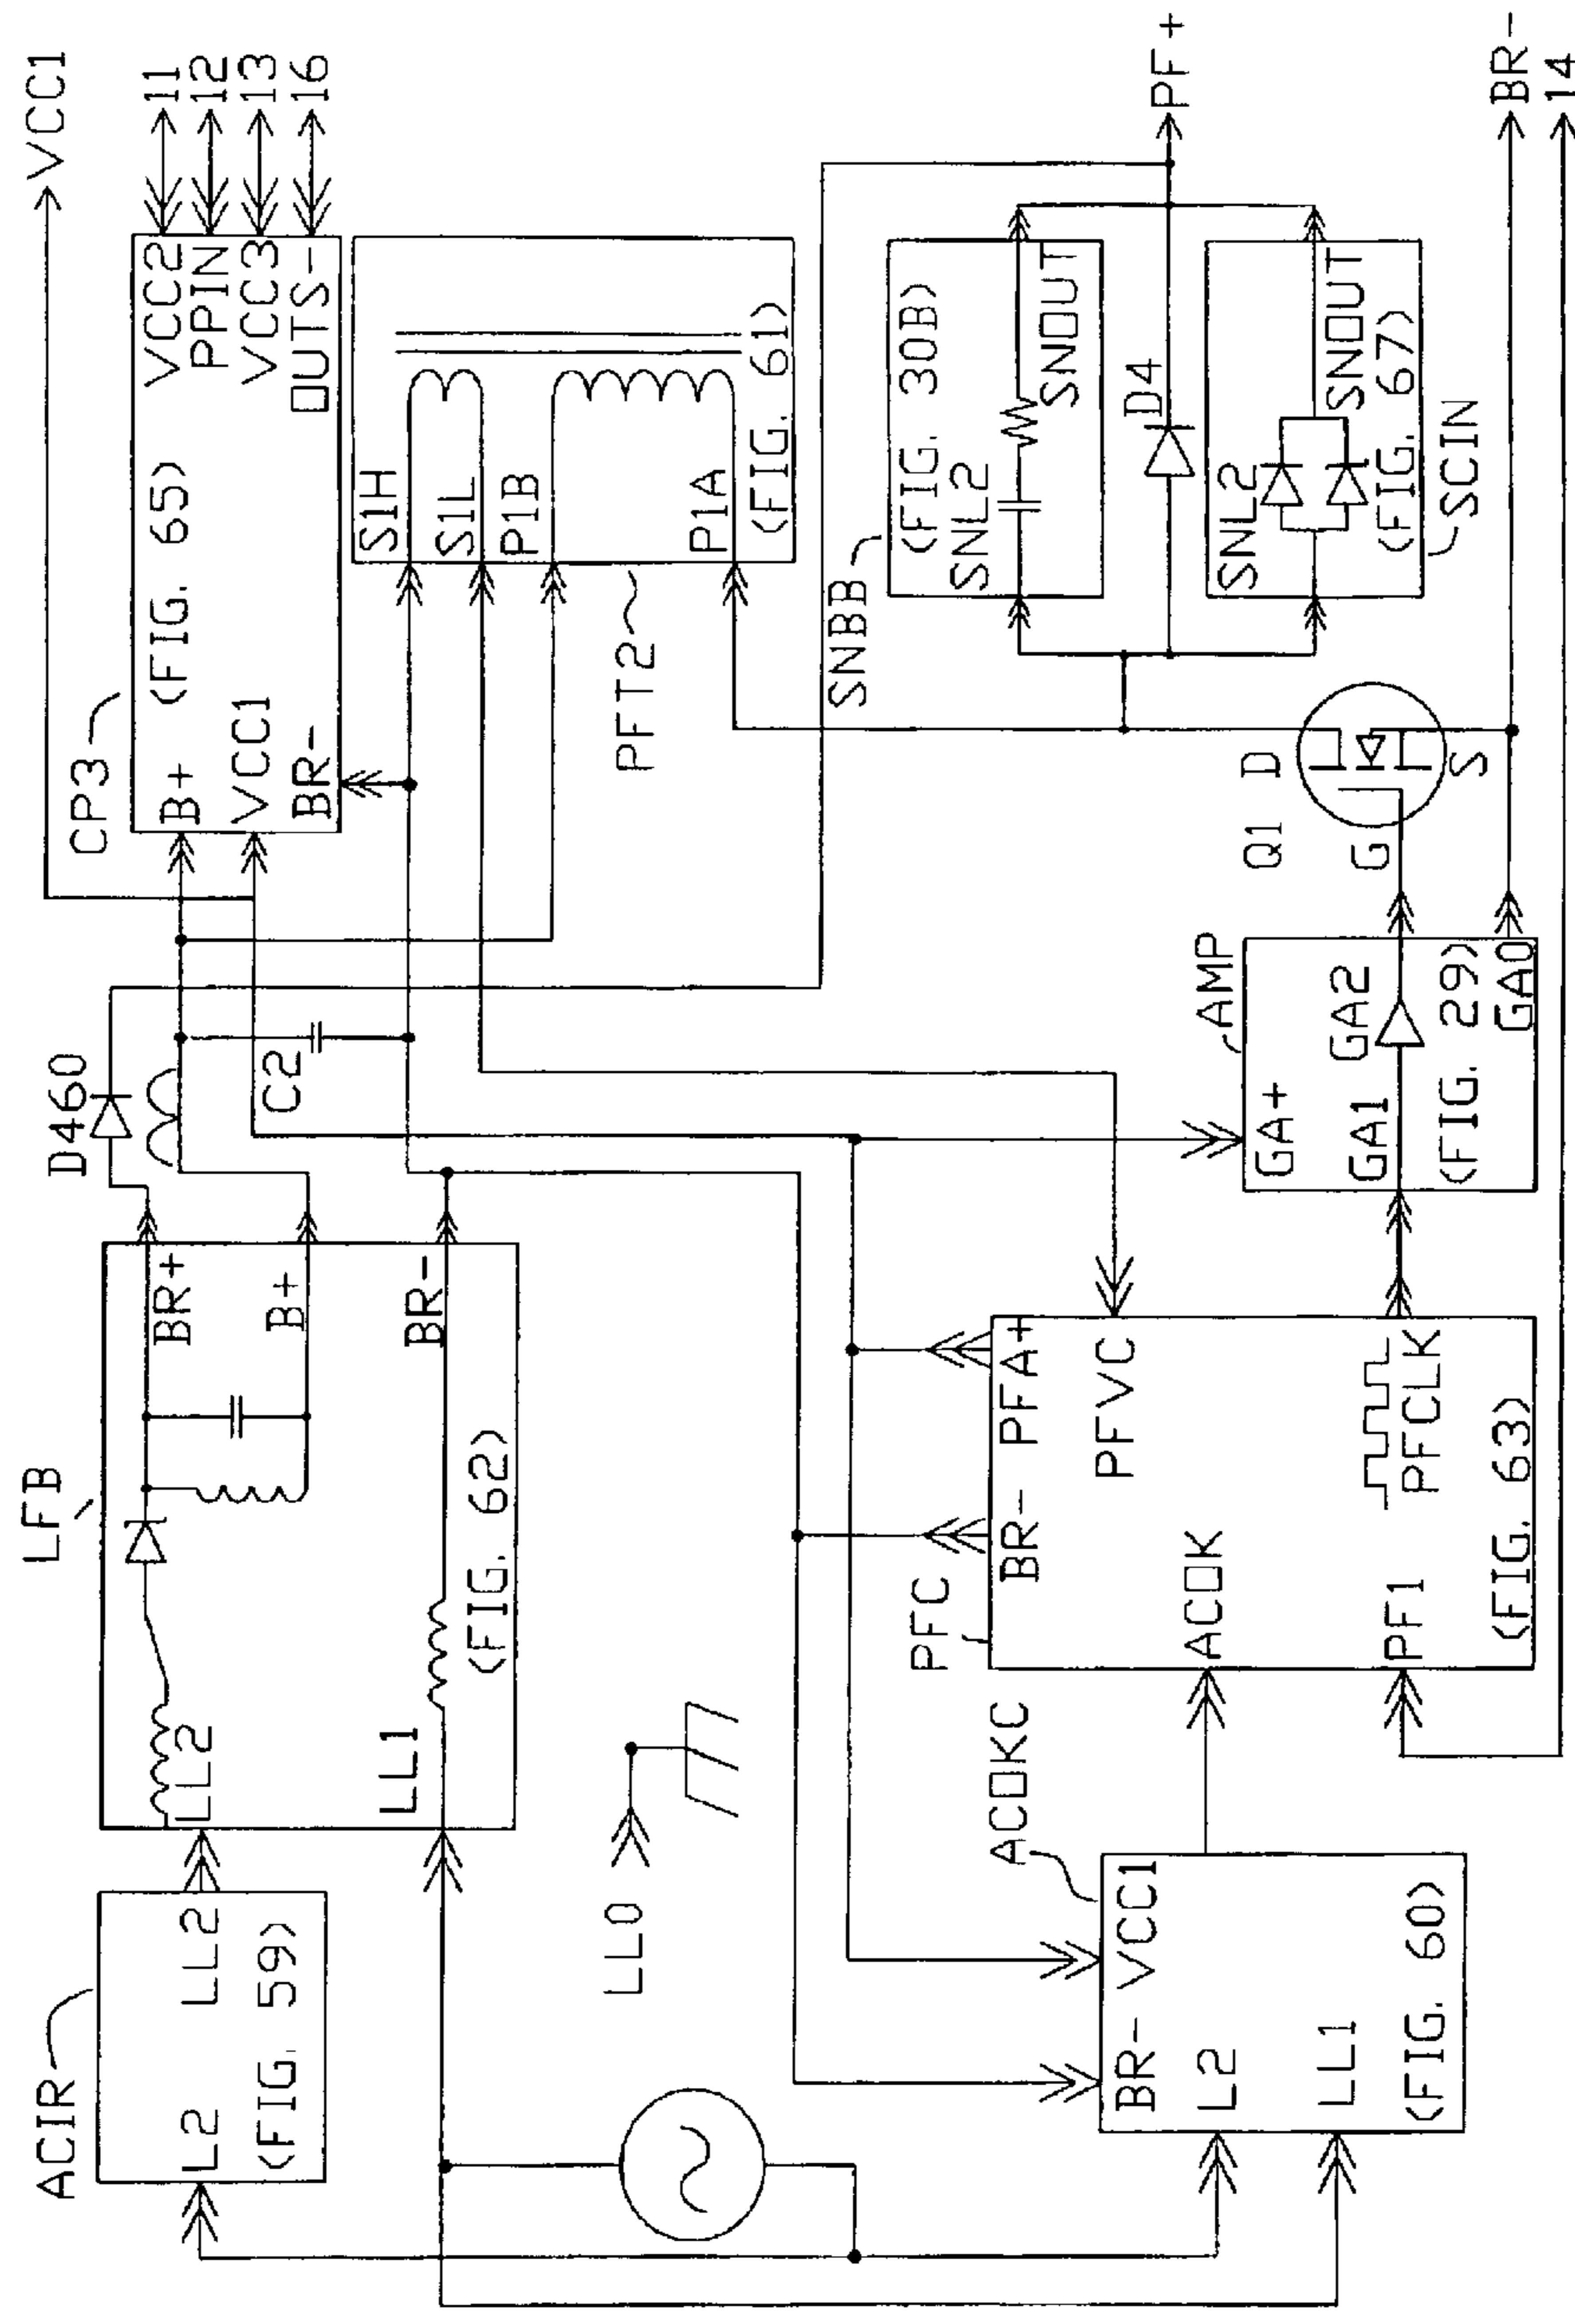 VCC1
CP3
(FIG. 65)
B+
VCC1
BR-
VCC2
PPIN
VCC3
OUTS-
11
12
13
16
S1H
S1L
P1B
P1A
(FIG. 61)
PFT2
D460
C2
LFB
BR+
B+
BR-
LL2
LL1
(FIG. 62)
ACIR
L2
LL2
(FIG. 59)
LL0
SNBB
(FIG. 30B)
SNL2
SNOUT
D4
PF+
SNL2
SNOUT
(FIG. 67)
SCIN
Q1
D
G
S
BR-
14
AMP
GA+
GA1
GA2
(FIG. 29)
GA0
PFC
BR-
PFA+
PFVC
ACOK
PFCLK
PF1
(FIG. 63)
ACOKC
BR-
VCC1
L2
LL1
(FIG. 60)